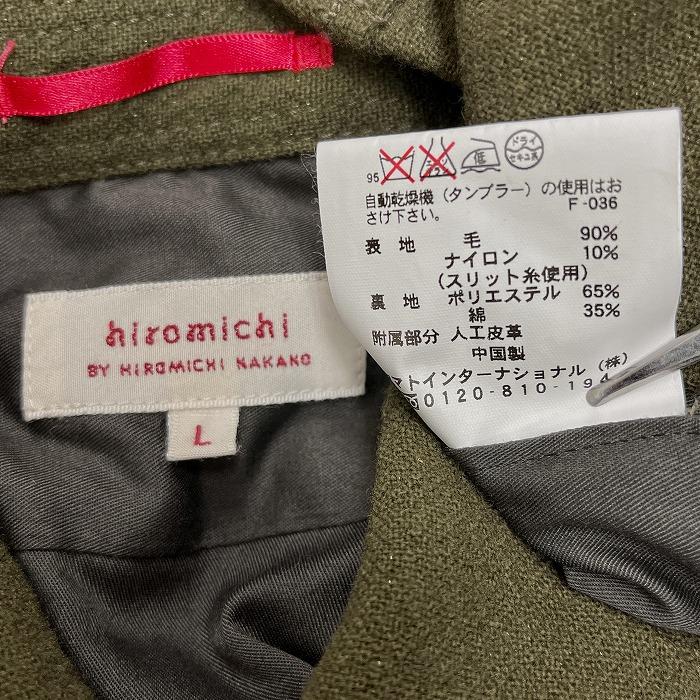 hiromichi
BY HIROMICHI NAKANO
L
95
低
ドライ
セキユ系
自動乾燥機(タンブラー)の使用はお
さけ下さい。
F-036
表 地 毛 90%
ナイロン 10%
(スリット糸使用)
裏 地 ポリエステル 65%
綿 35%
附属部分 人工皮革
中国製
トインターナショナル(株)
0120-810-194